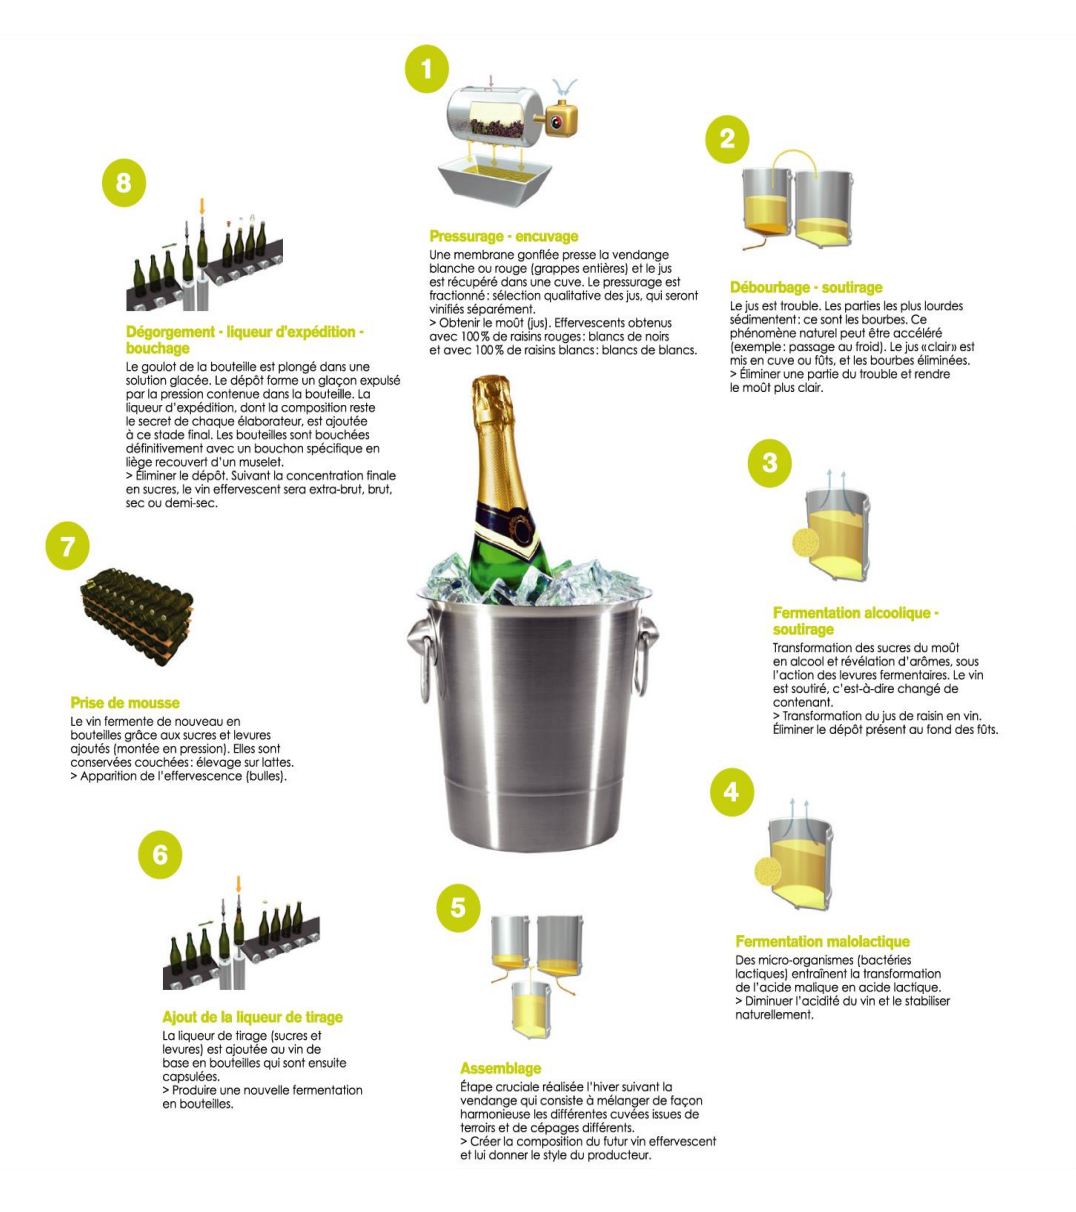 1
Pressurage - encuvage
Une membrane gonflée presse la vendange
blanche ou rouge (grappes entières) et le jus
est récupéré dans une cuve. Le pressurage est
fractionné : sélection qualitative des jus, qui seront
vinifiés séparément.
> Obtenir le moût (jus). Effervescents obtenus
avec 100 % de raisins rouges : blancs de noirs
et avec 100 % de raisins blancs : blancs de blancs.
2
Débourbage - soutirage
Le jus est trouble. Les parties les plus lourdes
sédimentent : ce sont les bourbes. Ce
phénomène naturel peut être accéléré
(exemple : passage au froid). Le jus «clair» est
mis en cuve ou fûts, et les bourbes éliminées.
> Éliminer une partie du trouble et rendre
le moût plus clair.
3
Fermentation alcoolique -
soutirage
Transformation des sucres du moût
en alcool et révélation d'arômes, sous
l'action des levures fermentaires. Le vin
est soutiré, c'est-à-dire changé de
contenant.
> Transformation du jus de raisin en vin.
Éliminer le dépôt présent au fond des fûts.
4
Fermentation malolactique
Des micro-organismes (bactéries
lactiques) entraînent la transformation
de l'acide malique en acide lactique.
> Diminuer l'acidité du vin et le stabiliser
naturellement.
5
Assemblage
Étape cruciale réalisée l'hiver suivant la
vendange qui consiste à mélanger de façon
harmonieuse les différentes cuvées issues de
terroirs et de cépages différents.
> Créer la composition du futur vin effervescent
et lui donner le style du producteur.
6
Ajout de la liqueur de tirage
La liqueur de tirage (sucres et
levures) est ajoutée au vin de
base en bouteilles qui sont ensuite
capsulées.
> Produire une nouvelle fermentation
en bouteilles.
7
Prise de mousse
Le vin fermente de nouveau en
bouteilles grâce aux sucres et levures
ajoutés (montée en pression). Elles sont
conservées couchées : élevage sur lattes.
> Apparition de l'effervescence (bulles).
8
Dégorgement - liqueur d'expédition -
bouchage
Le goulot de la bouteille est plongé dans une
solution glacée. Le dépôt forme un glaçon expulsé
par la pression contenue dans la bouteille. La
liqueur d'expédition, dont la composition reste
le secret de chaque élaborateur, est ajoutée
à ce stade final. Les bouteilles sont bouchées
définitivement avec un bouchon spécifique en
liège recouvert d'un muselet.
> Éliminer le dépôt. Suivant la concentration finale
en sucres, le vin effervescent sera extra-brut, brut,
sec ou demi-sec.